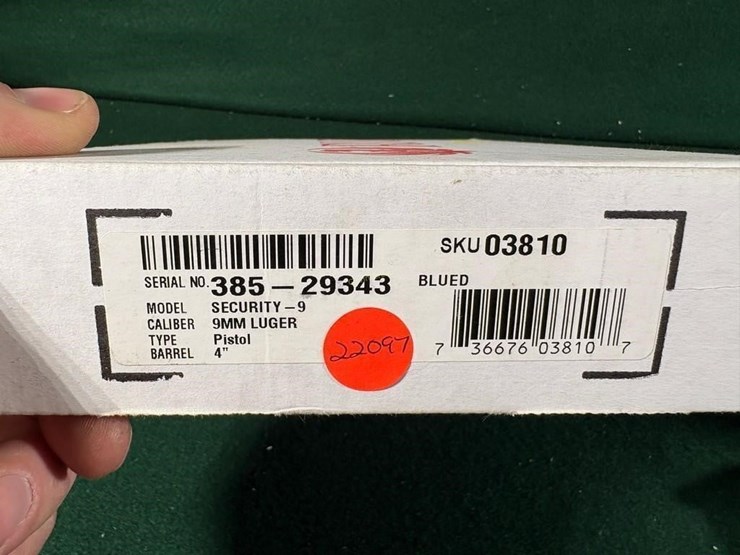 SKU 03810
SERIAL NO. 385-29343
BLUED
MODEL SECURITY-9
CALIBER 9MM LUGER
TYPE Pistol
BARREL 4"
22097
7 36676 03810 7